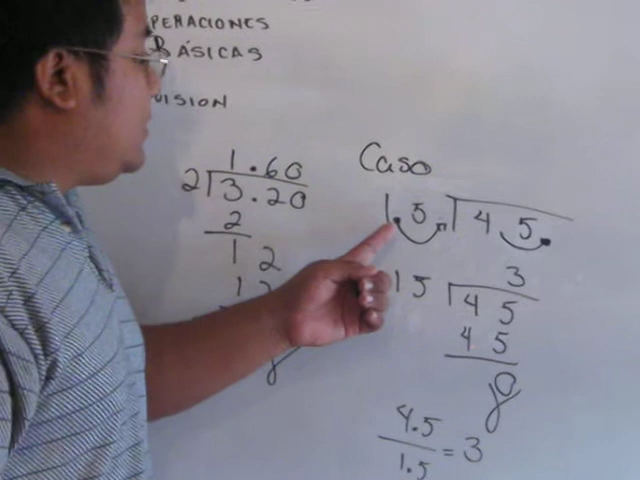 PERACIONES
BÁSICAS
VISION
1.60
2 3.20
2
1 2
1
Caso
1.5 4 5.
3
15 4 5
4 5
0
4.5
1.5 = 3